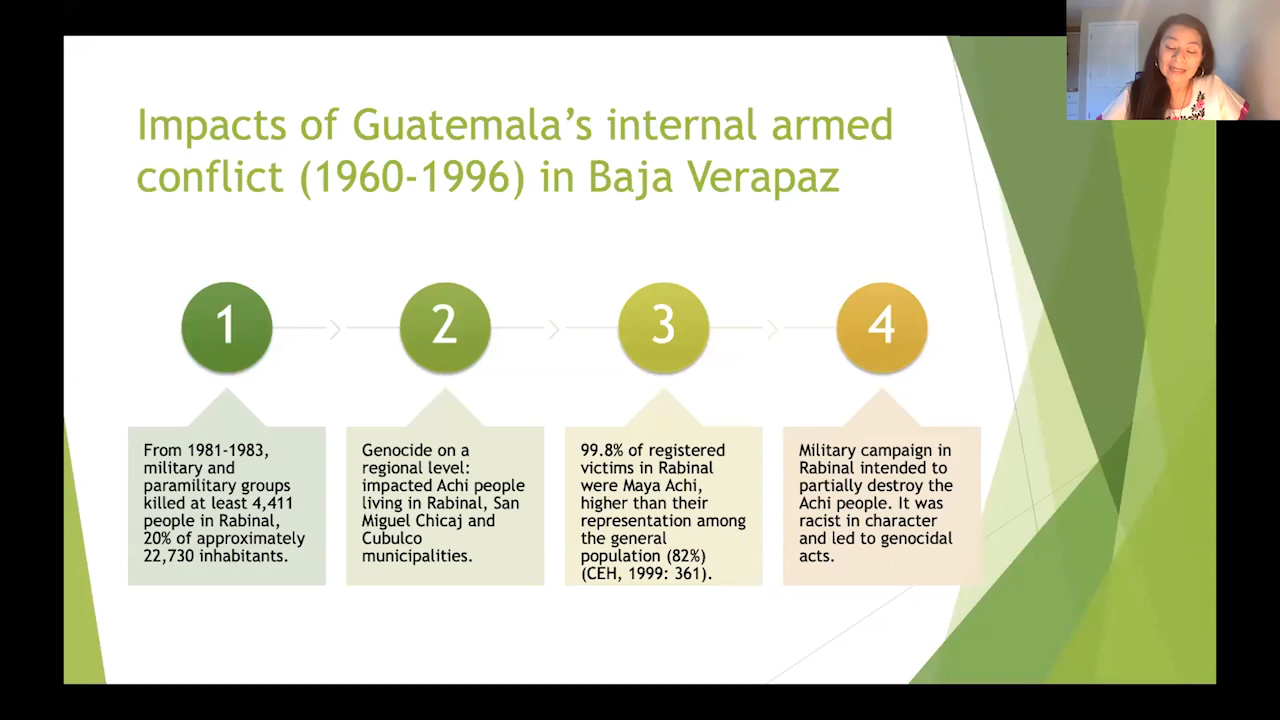 Impacts of Guatemala's internal armed
conflict (1960-1996) in Baja Verapaz
1
2
3
4
From 1981-1983,
military and
paramilitary groups
killed at least 4,411
people in Rabinal,
20% of approximately
22,730 inhabitants.
Genocide on a
regional level:
impacted Achi people
living in Rabinal, San
Miguel Chicaj and
Cubulco
municipalities.
99.8% of registered
victims in Rabinal
were Maya Achi,
higher than their
representation among
the general
population (82%)
(CEH, 1999: 361).
Military campaign in
Rabinal intended to
partially destroy the
Achi people. It was
racist in character
and led to genocidal
acts.